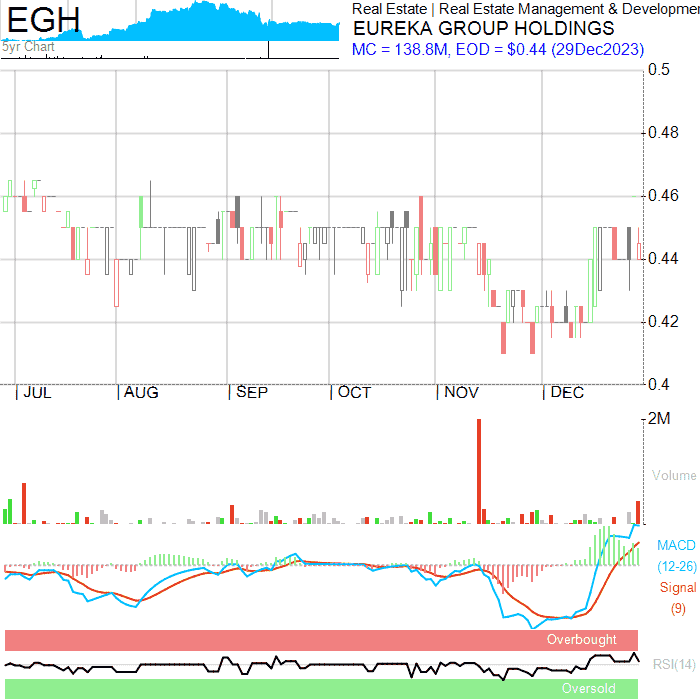 EGH
5yr Chart
Real Estate | Real Estate Management & Developmen
EUREKA GROUP HOLDINGS
MC = 138.8M, EOD = $0.44 (29Dec2023)
0.5
0.48
0.46
0.44
0.42
0.4
JUL AUG SEP OCT NOV DEC
2M
Volume
MACD
(12-26)
Signal
(9)
Overbought
RSI(14)
Oversold